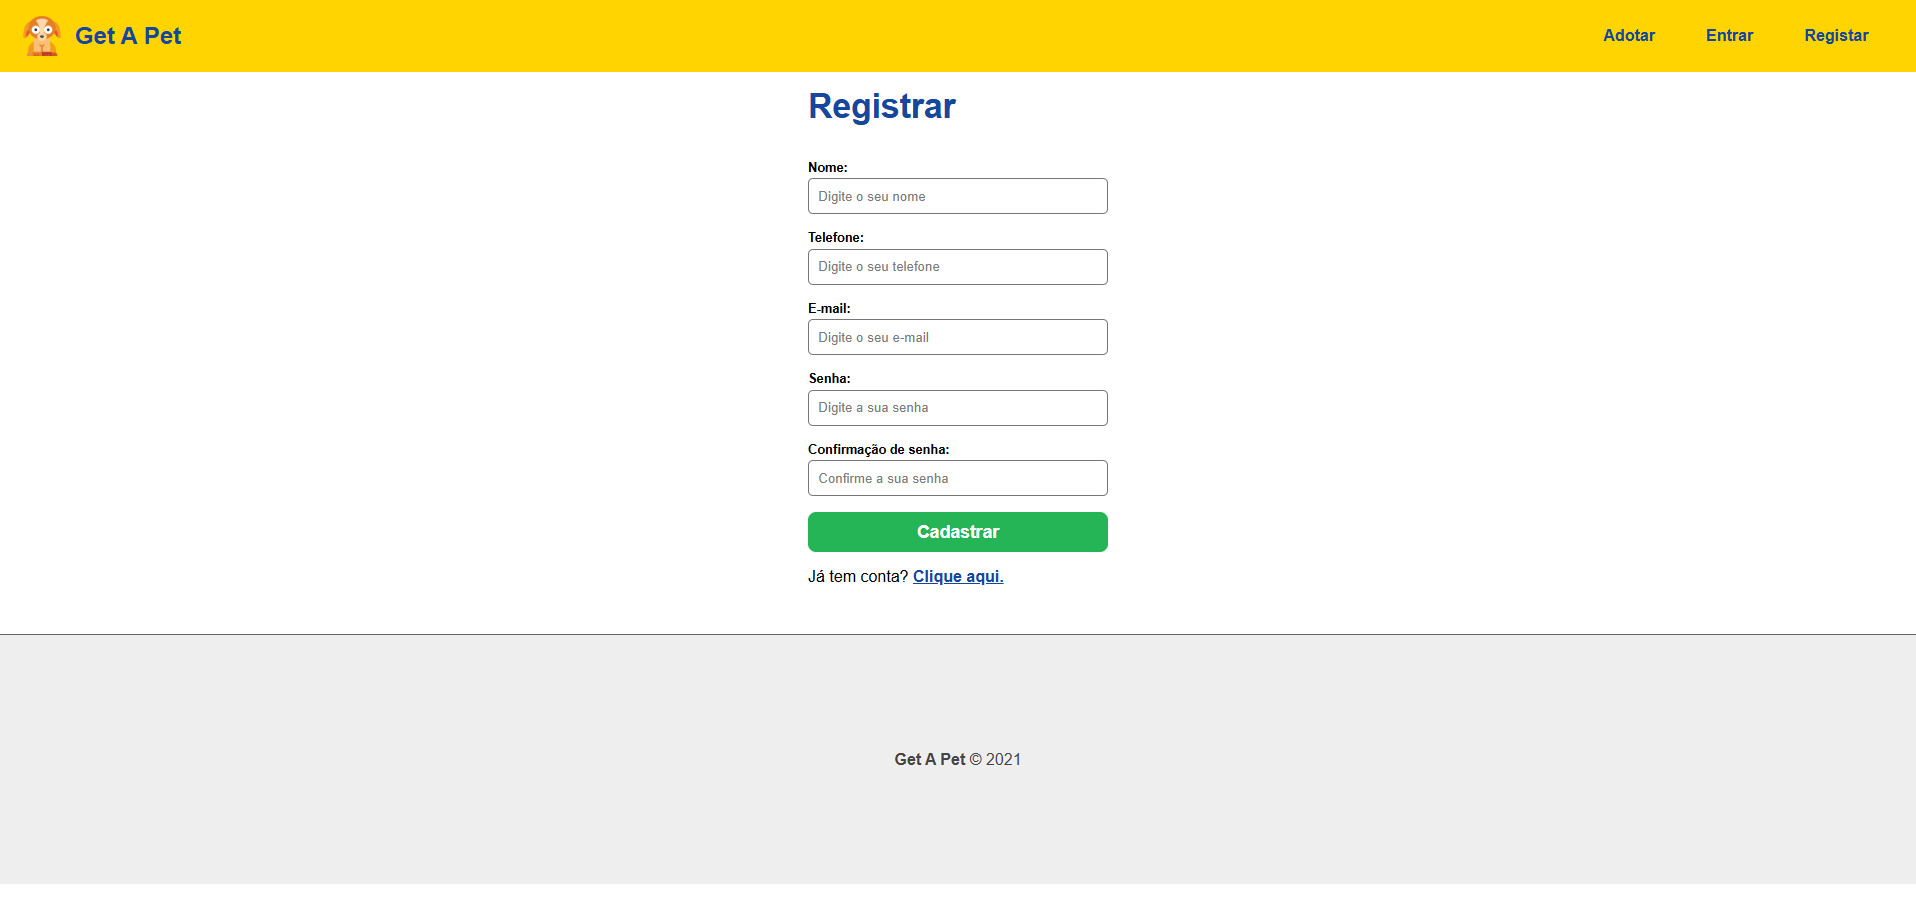 Get A Pet
Adotar Entrar Registar
Registrar
Nome:
Digite o seu nome
Telefone:
Digite o seu telefone
E-mail:
Digite o seu e-mail
Senha:
Digite a sua senha
Confirmação de senha:
Confirme a sua senha
Cadastrar
Já tem conta? Clique aqui.
Get A Pet © 2021